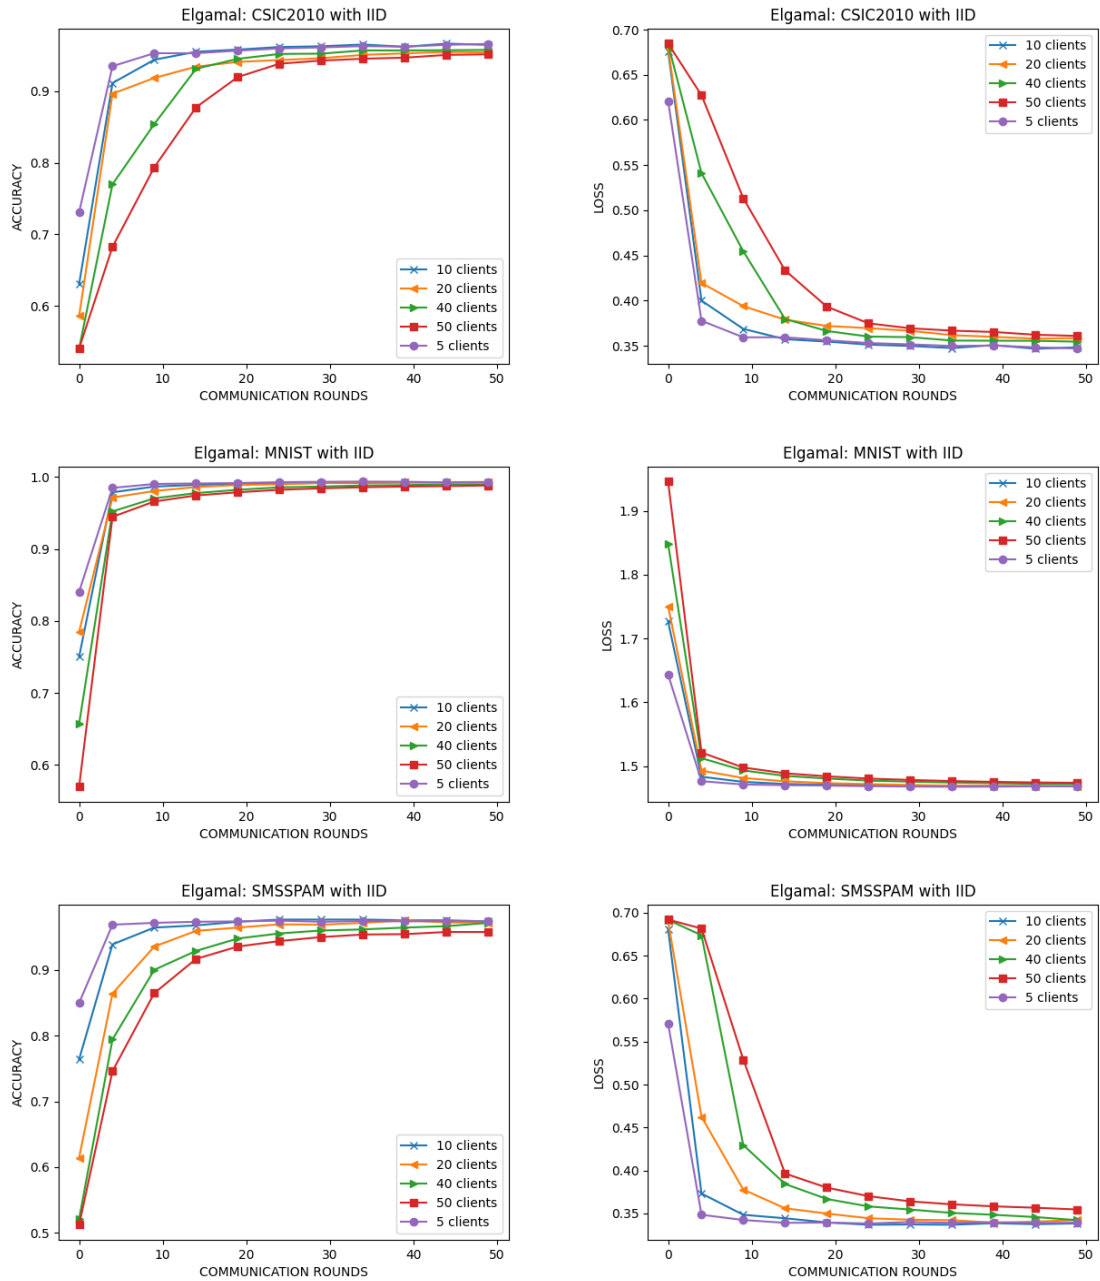 Elgamal: CSIC2010 with IID
ACCURACY
0.9
0.8
0.7
0.6
0 10 20 30 40 50
COMMUNICATION ROUNDS
10 clients
20 clients
40 clients
50 clients
5 clients
Elgamal: CSIC2010 with IID
LOSS
0.70
0.65
0.60
0.55
0.50
0.45
0.40
0.35
0 10 20 30 40 50
COMMUNICATION ROUNDS
10 clients
20 clients
40 clients
50 clients
5 clients
Elgamal: MNIST with IID
ACCURACY
1.0
0.9
0.8
0.7
0.6
0 10 20 30 40 50
COMMUNICATION ROUNDS
10 clients
20 clients
40 clients
50 clients
5 clients
Elgamal: MNIST with IID
LOSS
1.9
1.8
1.7
1.6
1.5
0 10 20 30 40 50
COMMUNICATION ROUNDS
10 clients
20 clients
40 clients
50 clients
5 clients
Elgamal: SMSSPAM with IID
ACCURACY
0.9
0.8
0.7
0.6
0.5
0 10 20 30 40 50
COMMUNICATION ROUNDS
10 clients
20 clients
40 clients
50 clients
5 clients
Elgamal: SMSSPAM with IID
LOSS
0.70
0.65
0.60
0.55
0.50
0.45
0.40
0.35
0 10 20 30 40 50
COMMUNICATION ROUNDS
10 clients
20 clients
40 clients
50 clients
5 clients